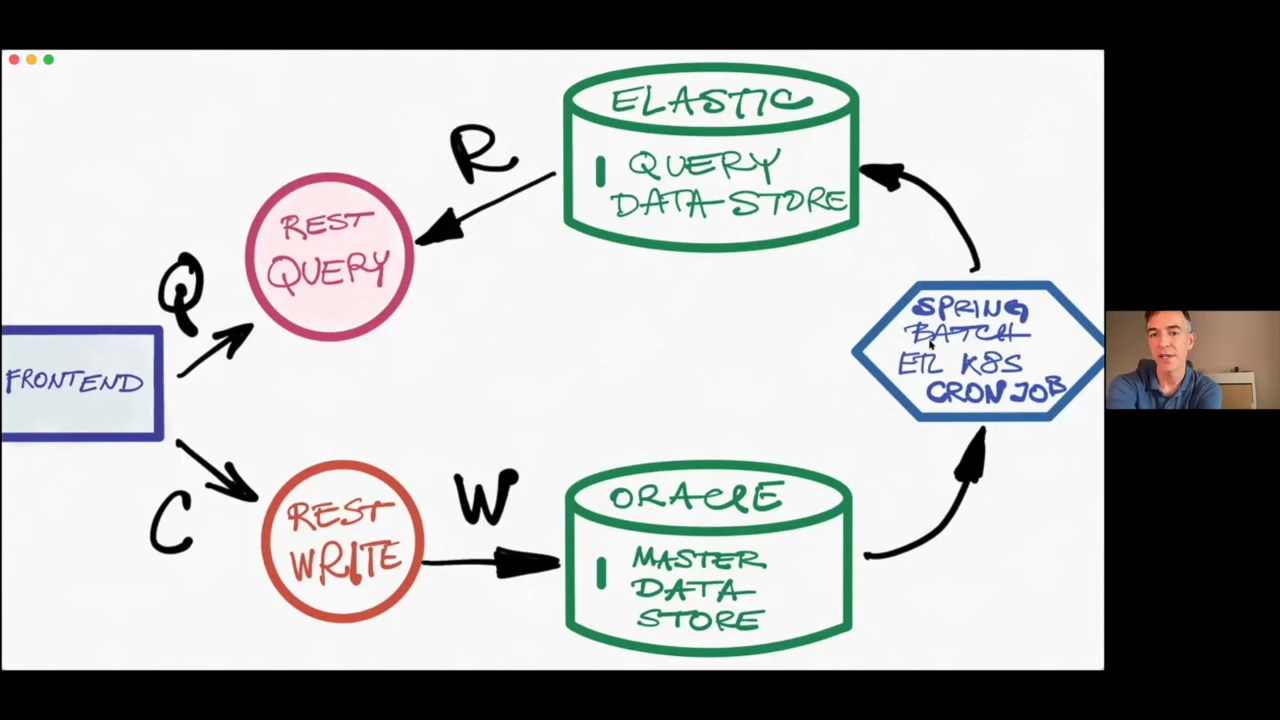 ELASTIC
QUERY
DATA STORE
R
REST
QUERY
Q
SPRING
BATCH
ETL K8S
CRON JOB
FRONTEND
C
REST
WRITE
W
ORACLE
MASTER
DATA
STORE